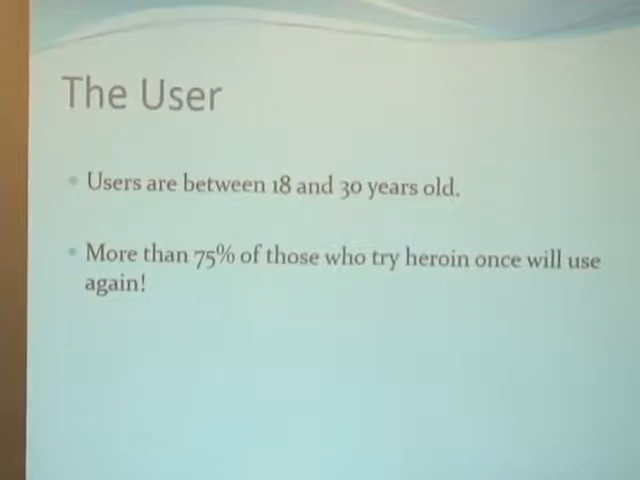 The User
Users are between 18 and 30 years old.
More than 75% of those who try heroin once will use
again!